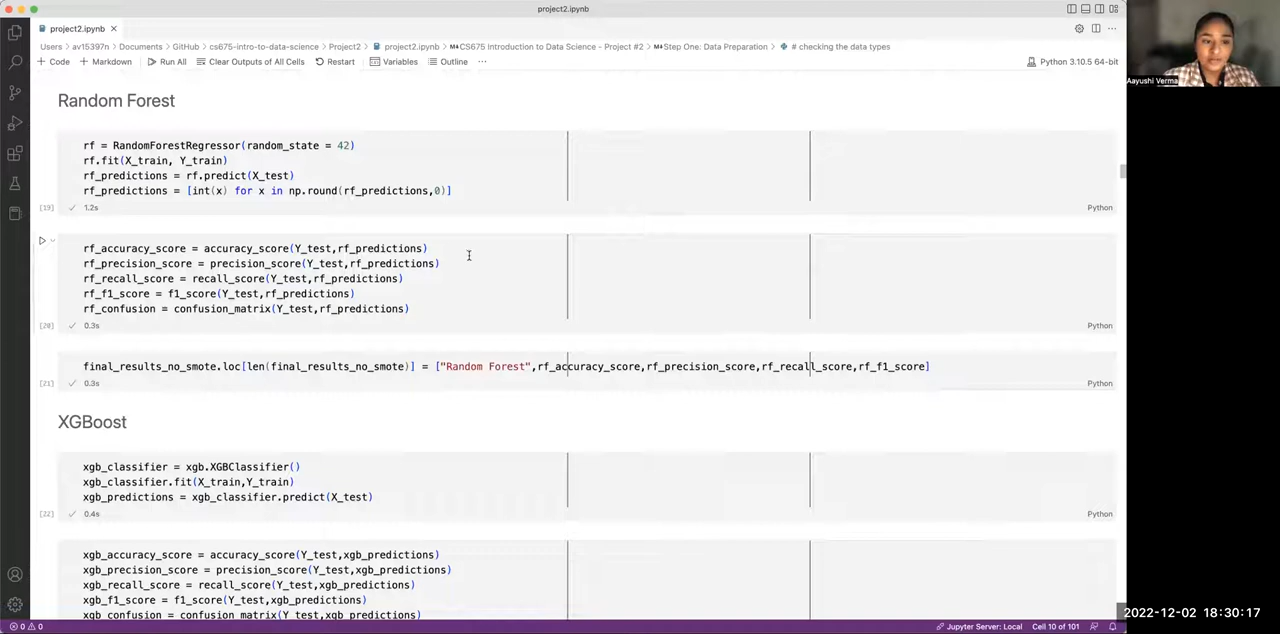 project2.ipynb
project2.ipynb
Users > av15397n > Documents > GitHub > cs675-intro-to-data-science > Project2 > project2.ipynb > CS675 Introduction to Data Science - Project #2 > Step One: Data Preparation > # checking the data types
+ Code + Markdown Run All Clear Outputs of All Cells Restart Variables Outline ... Python 3.10.5 64-bit
Aayushi Verma
Random Forest
rf = RandomForestRegressor(random_state = 42)
rf.fit(X_train, Y_train)
rf_predictions = rf.predict(X_test)
rf_predictions = [int(x) for x in np.round(rf_predictions,0)]
[19] 1.2s Python
rf_accuracy_score = accuracy_score(Y_test,rf_predictions)
rf_precision_score = precision_score(Y_test,rf_predictions)
rf_recall_score = recall_score(Y_test,rf_predictions)
rf_f1_score = f1_score(Y_test,rf_predictions)
rf_confusion = confusion_matrix(Y_test,rf_predictions)
[20] 0.3s Python
final_results_no_smote.loc[len(final_results_no_smote)] = ["Random Forest",rf_accuracy_score,rf_precision_score,rf_recall_score,rf_f1_score]
[21] 0.3s Python
XGBoost
xgb_classifier = xgb.XGBClassifier()
xgb_classifier.fit(X_train,Y_train)
xgb_predictions = xgb_classifier.predict(X_test)
[22] 0.4s Python
xgb_accuracy_score = accuracy_score(Y_test,xgb_predictions)
xgb_precision_score = precision_score(Y_test,xgb_predictions)
xgb_recall_score = recall_score(Y_test,xgb_predictions)
xgb_f1_score = f1_score(Y_test,xgb_predictions)
xgb_confusion = confusion_matrix(Y_test,xgb_predictions)
2022-12-02 18:30:17
0 0 Jupyter Server: Local Cell 10 of 101